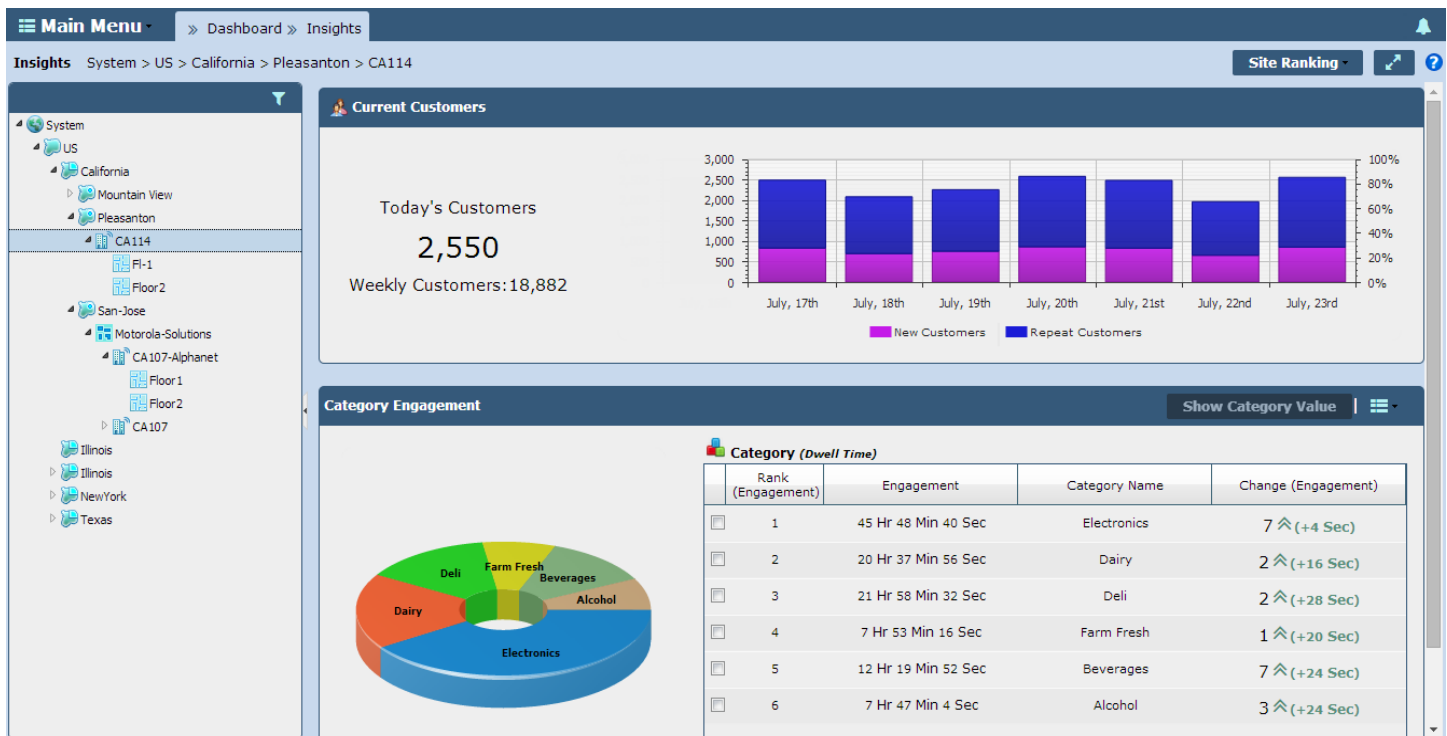 Main Menu
» Dashboard » Insights
Insights System > US > California > Pleasanton > CA114
Site Ranking
?
System
US
California
Mountain View
Pleasanton
CA114
Fl-1
Floor2
San-Jose
Motorola-Solutions
CA107-Alphanet
Floor1
Floor2
CA107
Illinois
Illinois
NewYork
Texas
Current Customers
Today's Customers
2,550
Weekly Customers:18,882
3,000
2,500
2,000
1,500
1,000
500
0
100%
80%
60%
40%
20%
0%
July, 17th July, 18th July, 19th July, 20th July, 21st July, 22nd July, 23rd
New Customers Repeat Customers
Category Engagement
Show Category Value
Deli
Farm Fresh
Beverages
Alcohol
Dairy
Electronics
Category (Dwell Time)
Rank
(Engagement) Engagement Category Name Change (Engagement)
1 45 Hr 48 Min 40 Sec Electronics 7 (+4 Sec)
2 20 Hr 37 Min 56 Sec Dairy 2 (+16 Sec)
3 21 Hr 58 Min 32 Sec Deli 2 (+28 Sec)
4 7 Hr 53 Min 16 Sec Farm Fresh 1 (+20 Sec)
5 12 Hr 19 Min 52 Sec Beverages 7 (+24 Sec)
6 7 Hr 47 Min 4 Sec Alcohol 3 (+24 Sec)